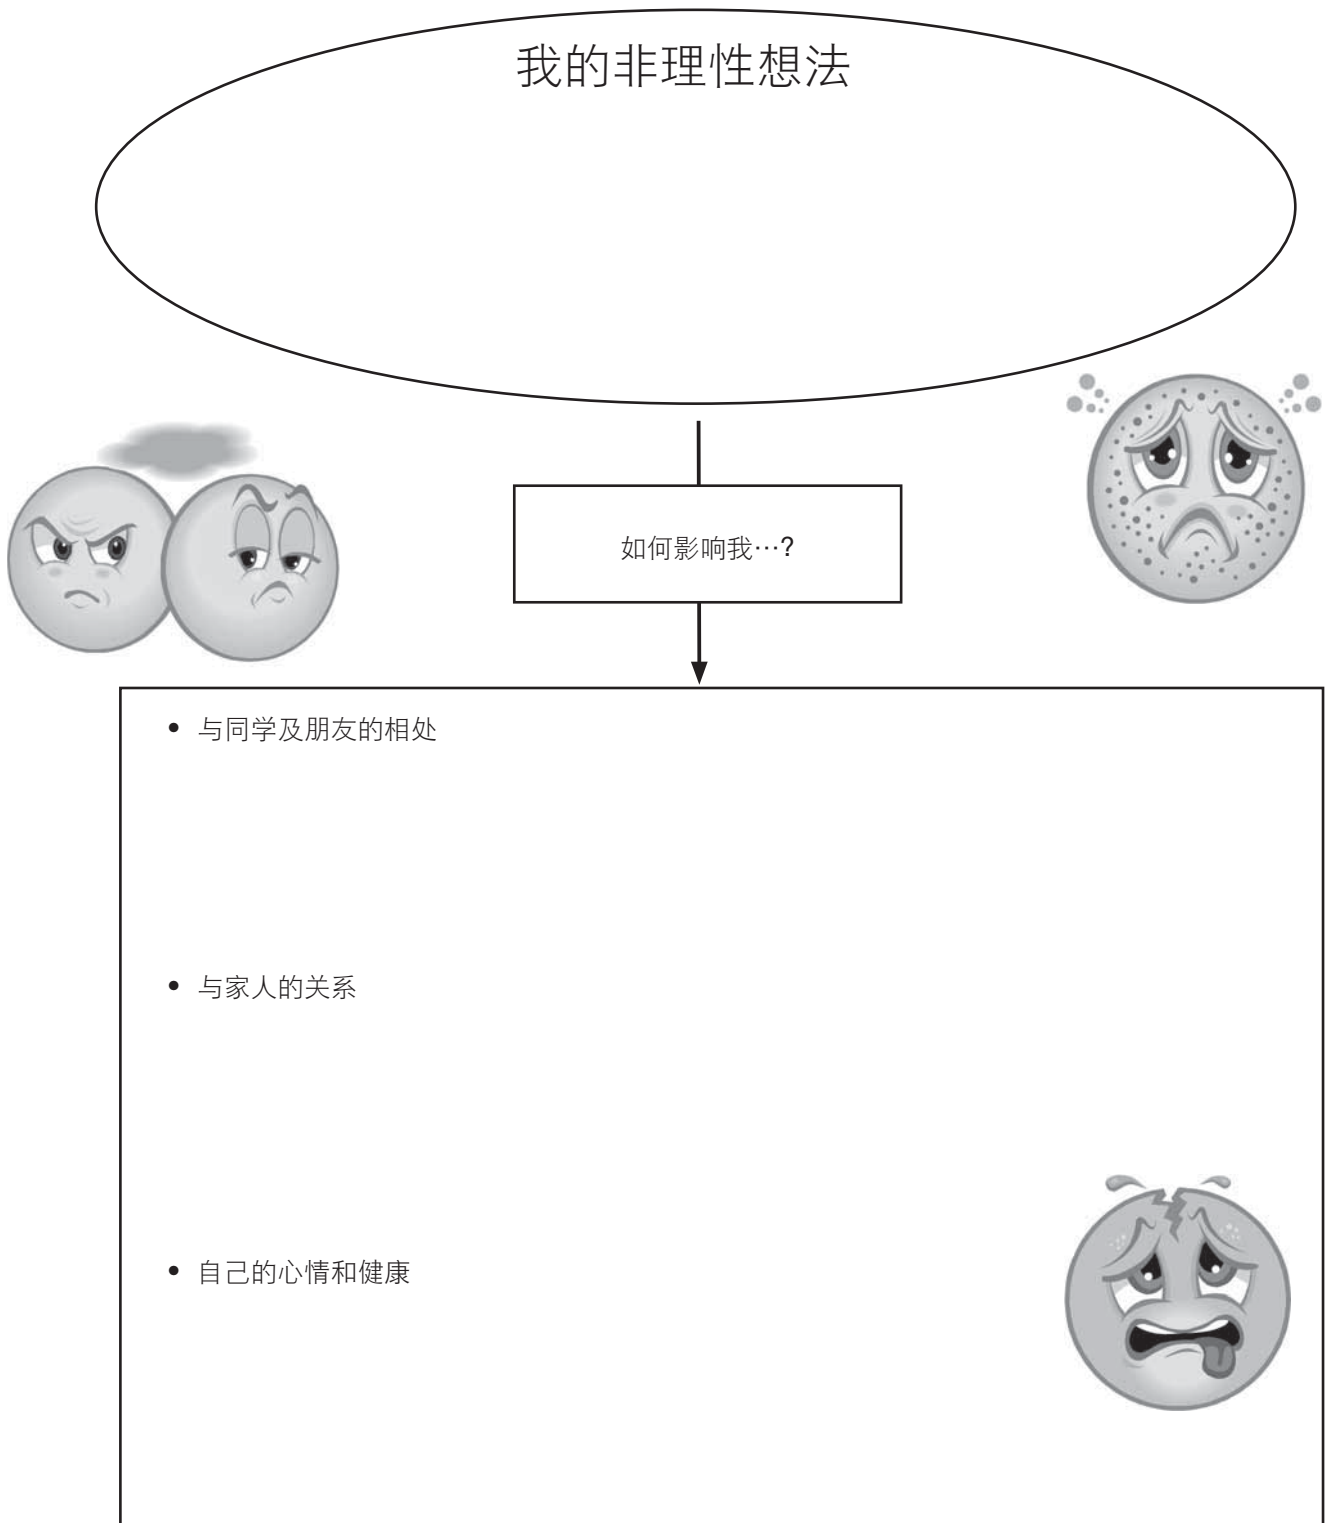 我的非理性想法
如何影响我…?
• 与同学及朋友的相处
• 与家人的关系
• 自己的心情和健康